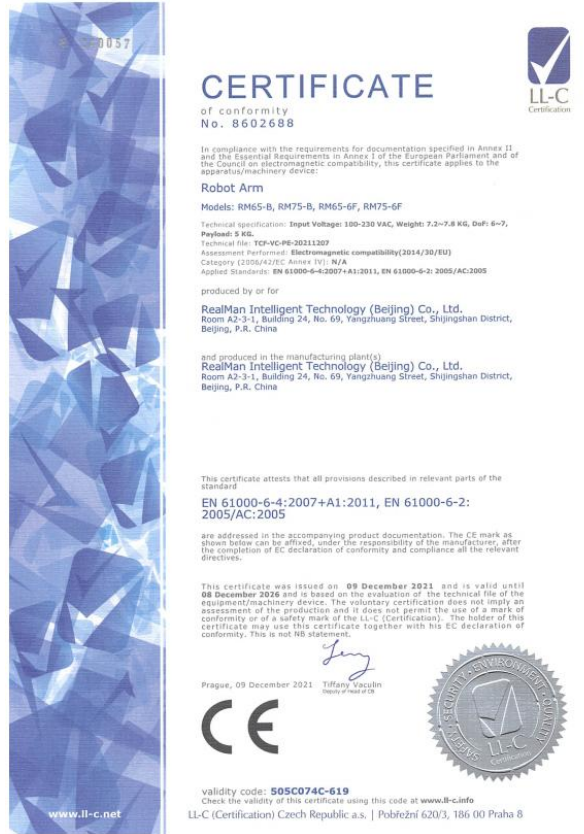 0057
CERTIFICATE
of conformity
No. 8602688
LL-C
Certification
In compliance with the requirements for documentation specified in Annex II
and the Essential Requirements in Annex I of the European Parliament and of
the Council on electromagnetic compatibility, this certificate applies to the
apparatus/machinery device:
Robot Arm
Models: RM65-B, RM75-B, RM65-6F, RM75-6F
Technical specification: Input Voltage: 100-230 VAC, Weight: 7.2~7.8 KG, DoF: 6~7,
Payload: 5 KG.
Technical file: TCF-VC-PE-20211207
Assessment Performed: Electromagnetic compatibility(2014/30/EU)
Category (2006/42/EC Annex IV): N/A
Applied Standards: EN 61000-6-4:2007+A1:2011, EN 61000-6-2: 2005/AC:2005
produced by or for
RealMan Intelligent Technology (Beijing) Co., Ltd.
Room A2-3-1, Building 24, No. 69, Yangzhuang Street, Shijingshan District,
Beijing, P.R. China
and produced in the manufacturing plant(s)
RealMan Intelligent Technology (Beijing) Co., Ltd.
Room A2-3-1, Building 24, No. 69, Yangzhuang Street, Shijingshan District,
Beijing, P.R. China
This certificate attests that all provisions described in relevant parts of the
standard
EN 61000-6-4:2007+A1:2011, EN 61000-6-2:
2005/AC:2005
are addressed in the accompanying product documentation. The CE mark as
shown below can be affixed, under the responsibility of the manufacturer, after
the completion of EC declaration of conformity and compliance all the relevant
directives.
This certificate was issued on 09 December 2021 and is valid until
08 December 2026 and is based on the evaluation of the technical file of the
equipment/machinery device. The voluntary certification does not imply an
assessment of the production and it does not permit the use of a mark of
conformity or of a safety mark of the LL-C (Certification). The holder of this
certificate may use this certificate together with his EC declaration of
conformity. This is not NB statement.
Prague, 09 December 2021 Tiffany Vaculin
Deputy of Head of CB
CE
SAFETY · SECURITY · ENVIRONMENT · QUALITY
LL-C
Certification
validity code: 505C074C-619
Check the validity of this certificate using this code at www.ll-c.info
www.ll-c.net
LL-C (Certification) Czech Republic a.s. | Pobřežní 620/3, 186 00 Praha 8